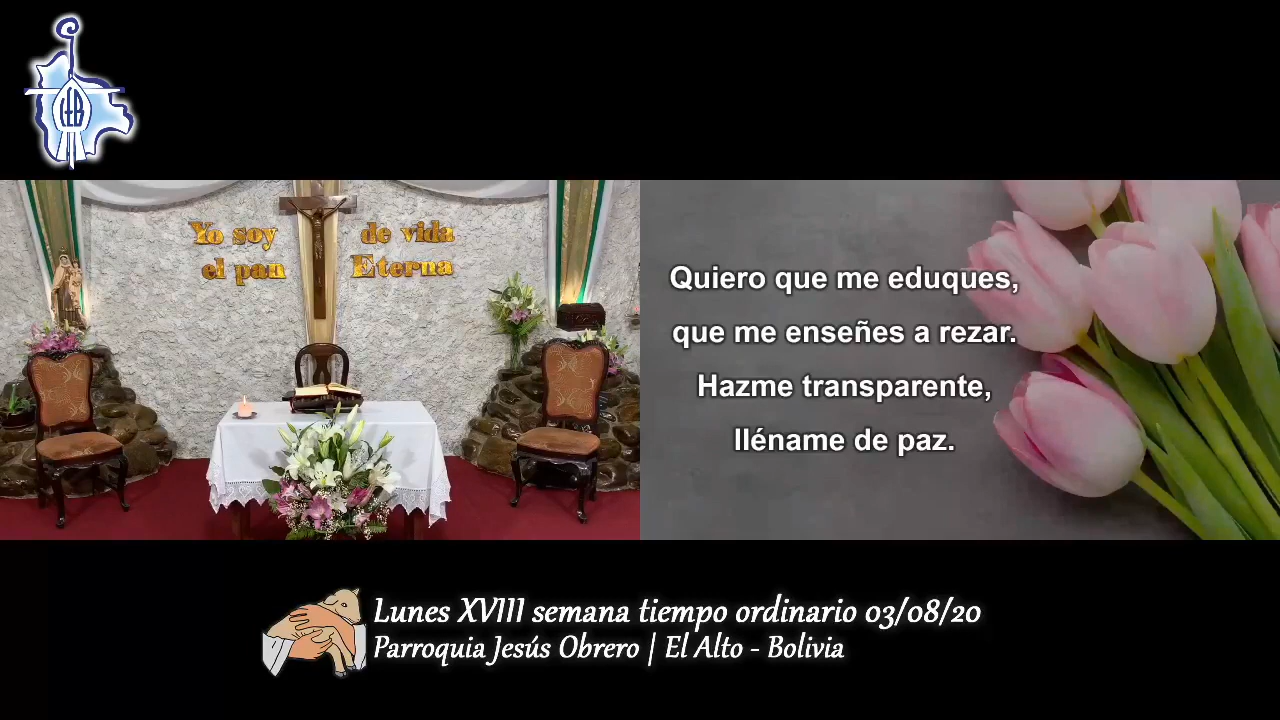 CEB
Yo soy de vida
el pan Eterna
Quiero que me eduques,
que me enseñes a rezar.
Hazme transparente,
lléname de paz.
Lunes XVIII semana tiempo ordinario 03/08/20
Parroquia Jesús Obrero | El Alto - Bolivia